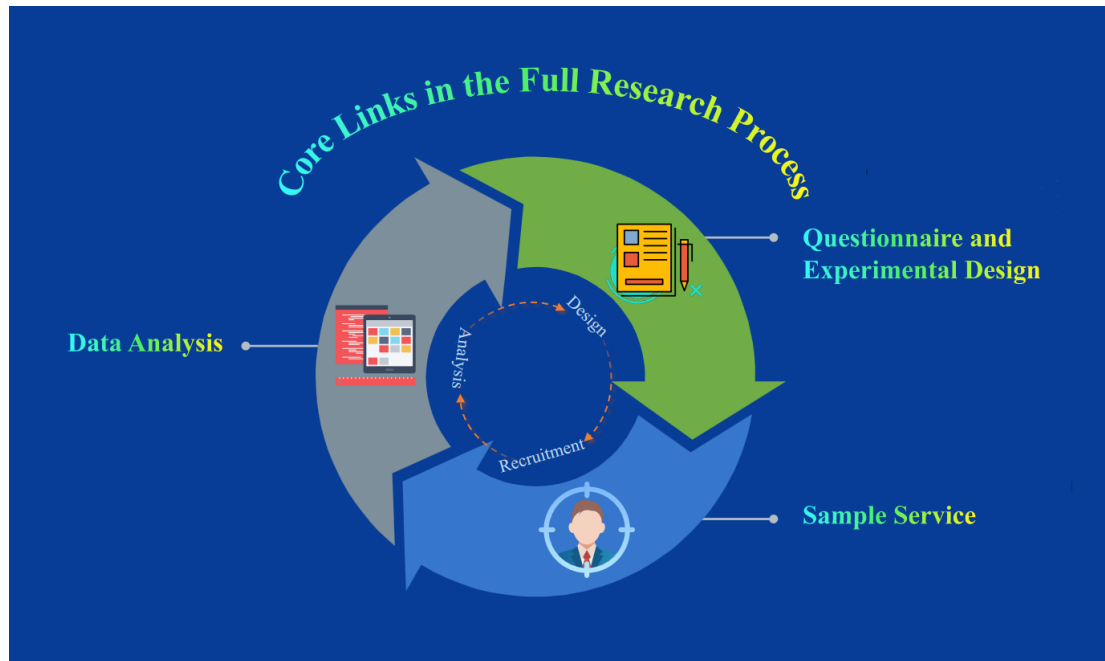 Core Links in the Full Research Process
Questionnaire and
Experimental Design
Design
Analysis
Data Analysis
Recruitment
Sample Service